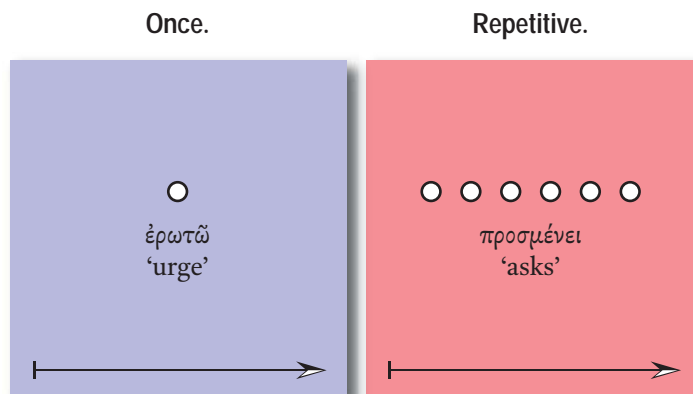 Once.
Repetitive.
ἐρωτῶ
‘urge’
προσμένει
‘asks’